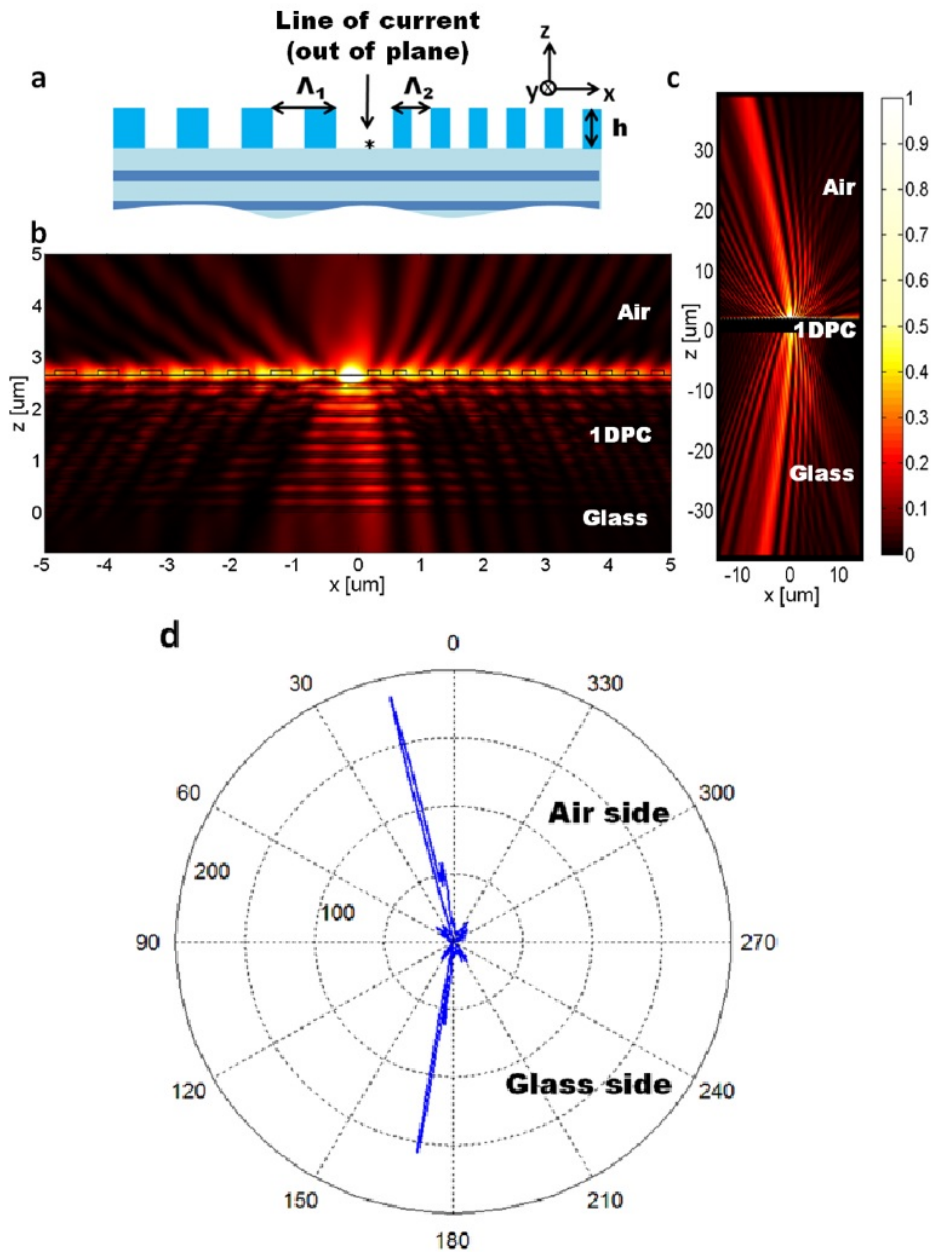 Line of current
(out of plane)
z
a
Λ₁
Λ₂
y
x
h
*
c
1
0.9
0.8
0.7
0.6
0.5
0.4
0.3
0.2
0.1
0
30
20
10
0
-10
-20
-30
z [um]
Air
1DPC
Glass
-10 0 10
x [um]
b
5
4
3
2
1
0
z [um]
Air
1DPC
Glass
-5 -4 -3 -2 -1 0 1 2 3 4 5
x [um]
d
0
30
330
60
300
Air side
200
100
90
270
120
240
Glass side
150
210
180